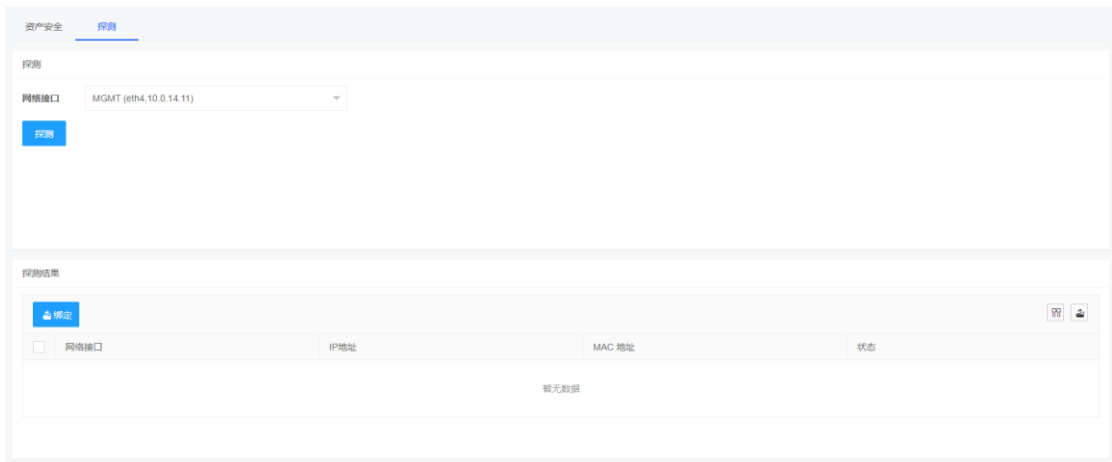 资产安全 探测
探测
网络接口 MGMT (eth4,10.0.14.11)
探测
探测结果
绑定
网络接口 IP地址 MAC 地址 状态
暂无数据